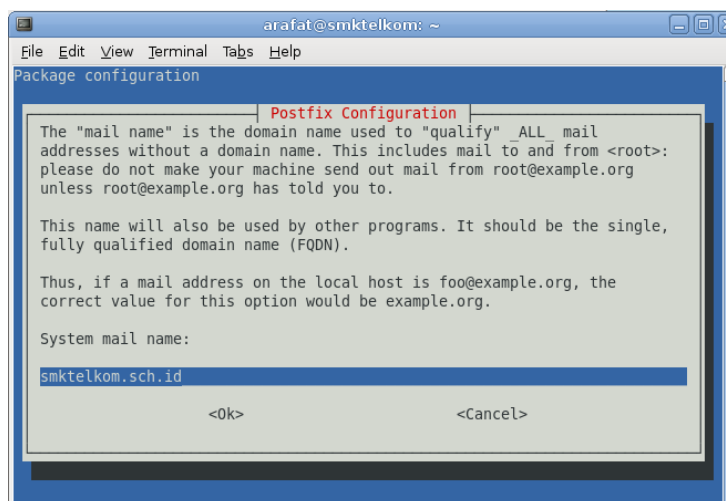 arafat@smktelkom: ~
File Edit View Terminal Tabs Help
Package configuration
Postfix Configuration
The "mail name" is the domain name used to "qualify" _ALL_ mail
addresses without a domain name. This includes mail to and from <root>:
please do not make your machine send out mail from root@example.org
unless root@example.org has told you to.
This name will also be used by other programs. It should be the single,
fully qualified domain name (FQDN).
Thus, if a mail address on the local host is foo@example.org, the
correct value for this option would be example.org.
System mail name:
smktelkom.sch.id
<Ok> <Cancel>